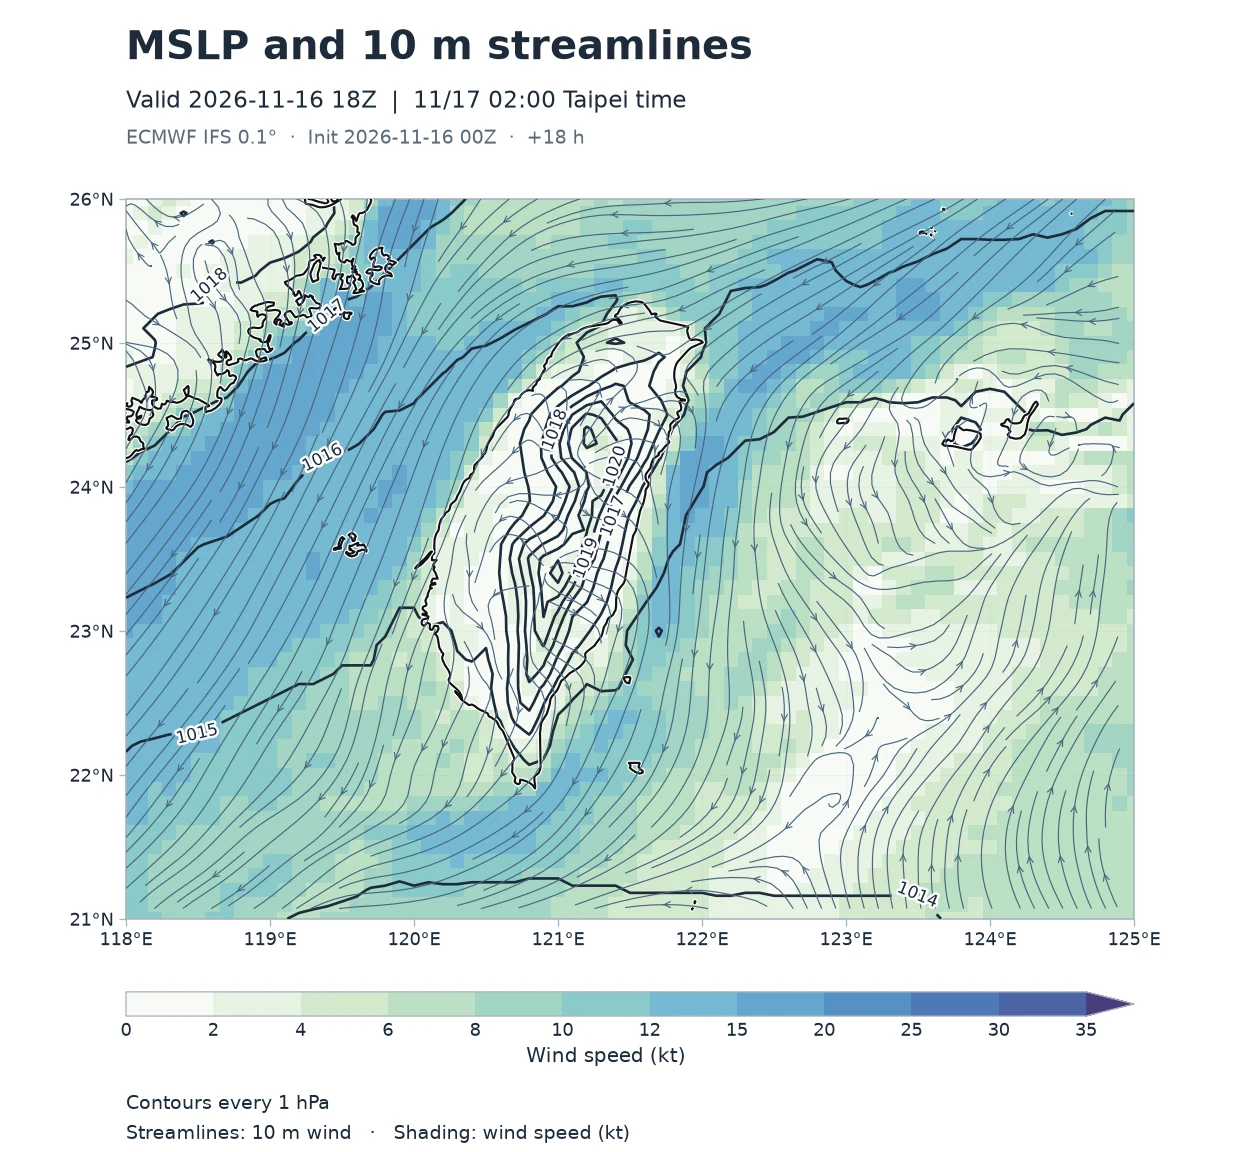 MSLP and 10 m streamlines
Valid 2026-11-16 18Z | 11/17 02:00 Taipei time
ECMWF IFS 0.1° · Init 2026-11-16 00Z · +18 h
26°N
25°N
24°N
23°N
22°N
21°N
1018
1017
1016
1015
1018
1020
1017
1019
1014
118°E 119°E 120°E 121°E 122°E 123°E 124°E 125°E
0 2 4 6 8 10 12 15 20 25 30 35
Wind speed (kt)
Contours every 1 hPa
Streamlines: 10 m wind · Shading: wind speed (kt)